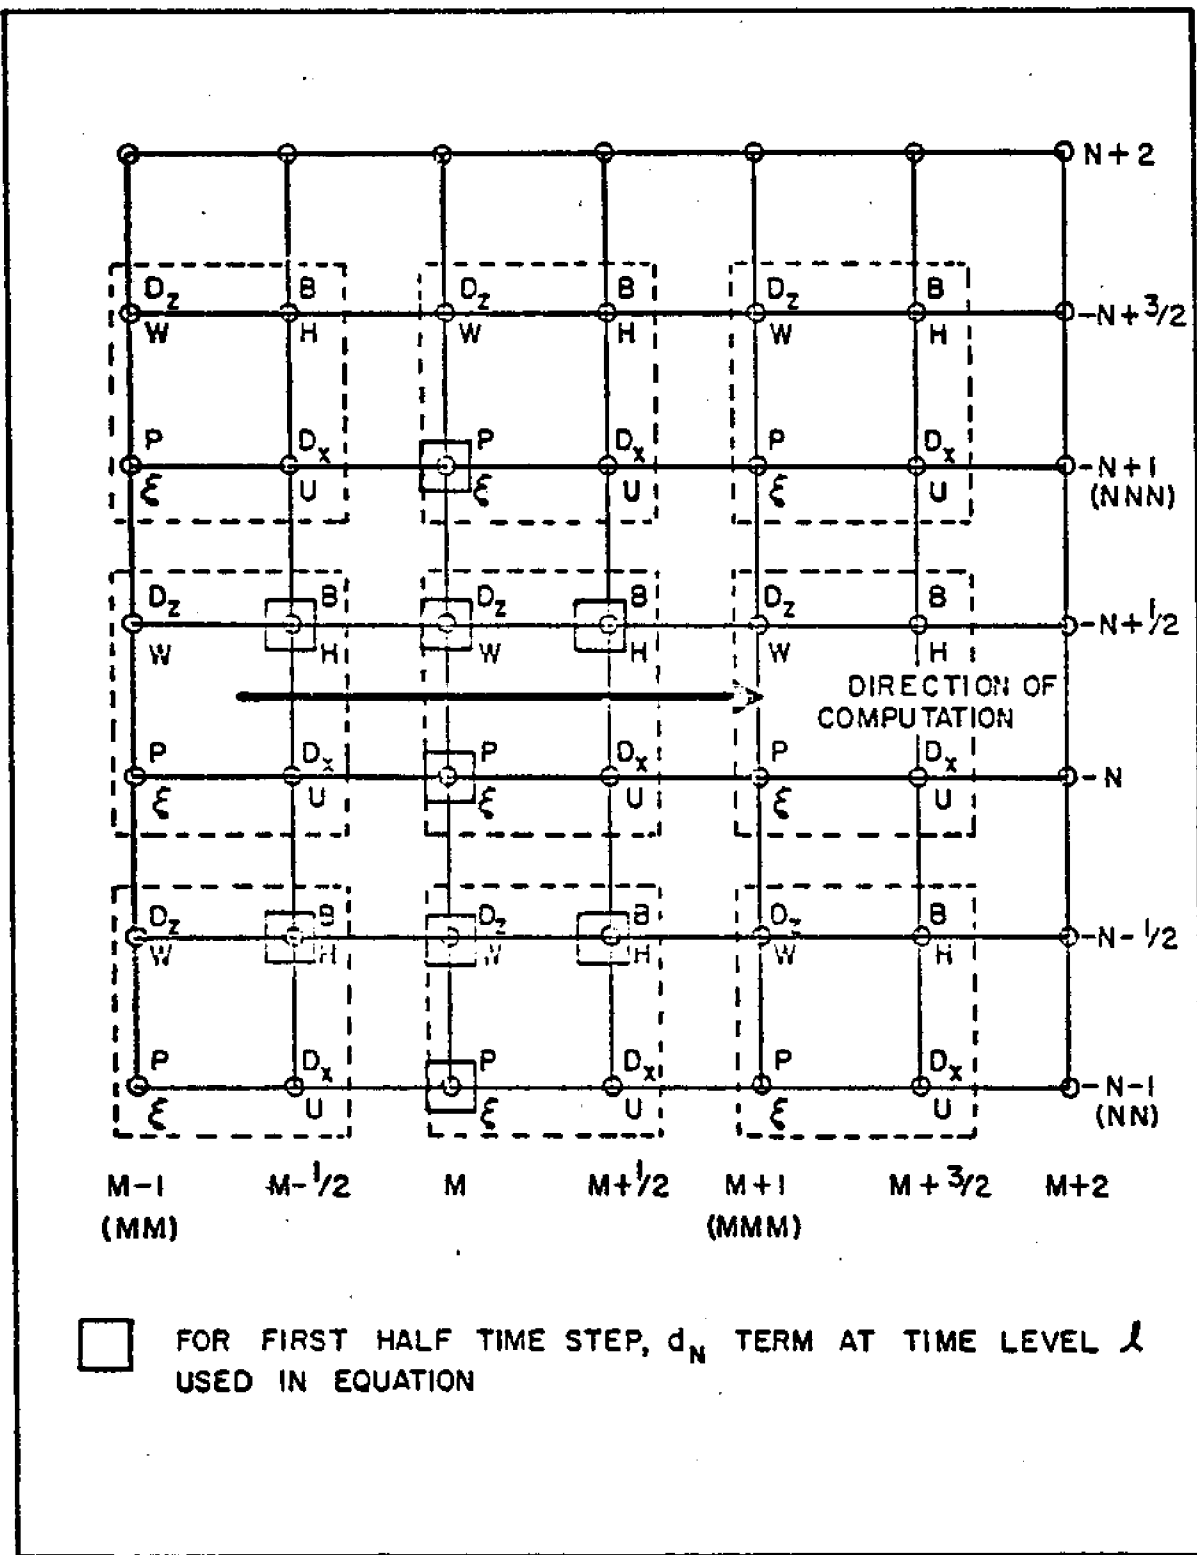 N+2
D_z B D_z B D_z B
W H W H W H -N+3/2
P D_x P D_x P D_x -N+1
ξ U ξ U ξ U (NNN)
D_z B D_z B D_z B -N+1/2
W H W H W H
DIRECTION OF
COMPUTATION
P D_x P D_x P D_x -N
ξ U ξ U ξ U
D_z B D_z B D_z B -N-1/2
W H W H W H
P D_x P D_x P D_x -N-1
ξ U ξ U ξ U (NN)
M-1 M-1/2 M M+1/2 M+1 M+3/2 M+2
(MM) (MMM)
FOR FIRST HALF TIME STEP, d_N TERM AT TIME LEVEL ℓ
USED IN EQUATION